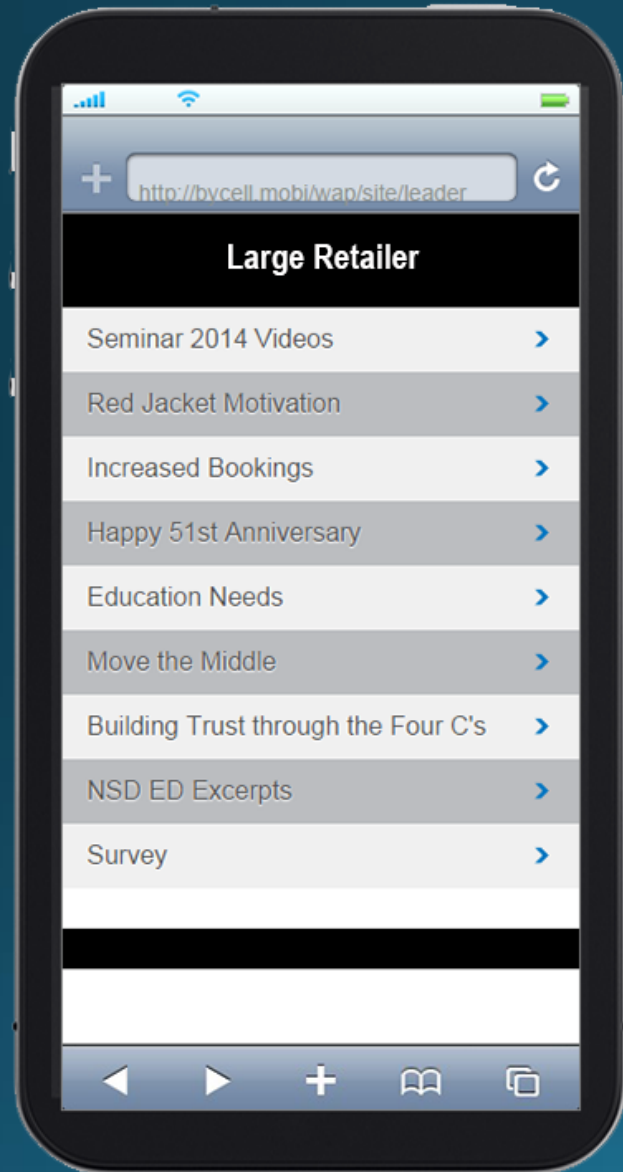 http://bycell.mobi/wap/site/leader
Large Retailer
Seminar 2014 Videos
Red Jacket Motivation
Increased Bookings
Happy 51st Anniversary
Education Needs
Move the Middle
Building Trust through the Four C's
NSD ED Excerpts
Survey